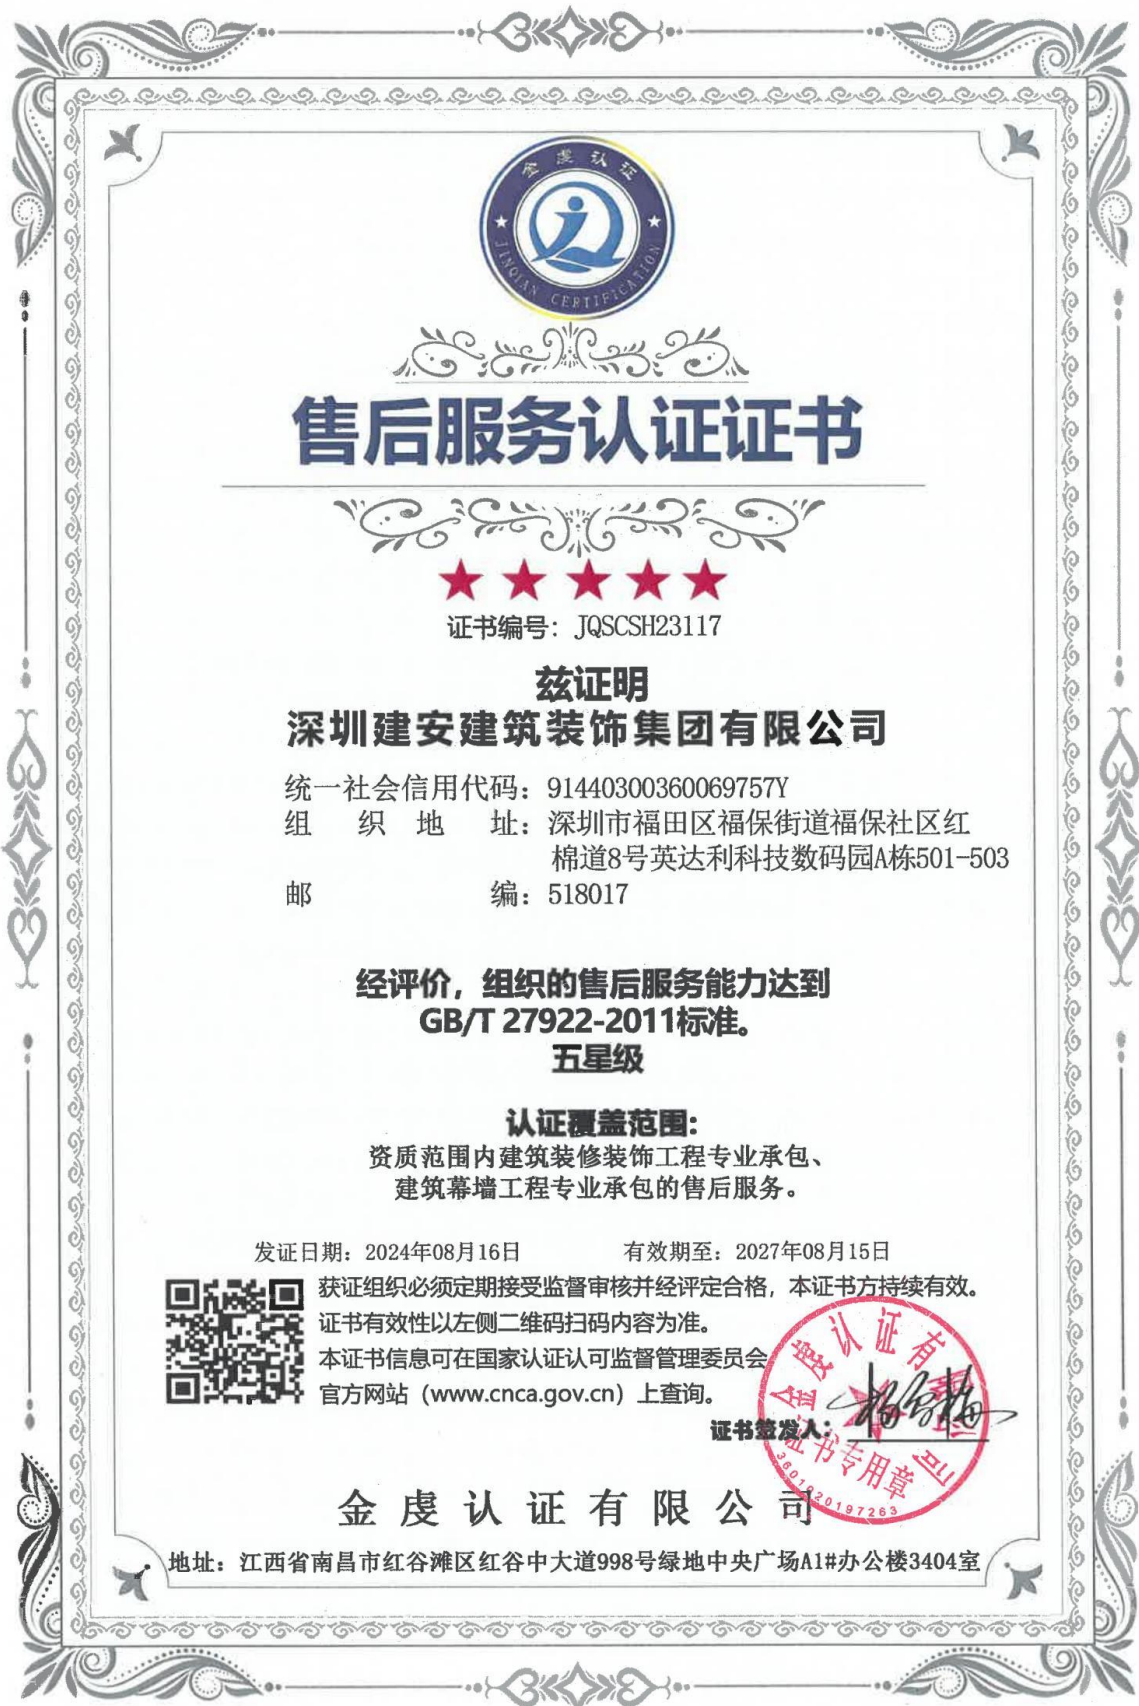 金虔认证
JINQIAN CERTIFICATION
售后服务认证证书
证书编号：JQSCSH23117
兹证明
深圳建安建筑装饰集团有限公司
统一社会信用代码：91440300360069757Y
组织地址：深圳市福田区福保街道福保社区红
棉道8号英达利科技数码园A栋501-503
邮编：518017
经评价，组织的售后服务能力达到
GB/T 27922-2011标准。
五星级
认证覆盖范围:
资质范围内建筑装修装饰工程专业承包、
建筑幕墙工程专业承包的售后服务。
发证日期：2024年08月16日 有效期至：2027年08月15日
获证组织必须定期接受监督审核并经评定合格，本证书方持续有效。
证书有效性以左侧二维码扫码内容为准。
本证书信息可在国家认证认可监督管理委员会
官方网站（www.cnca.gov.cn）上查询。
证书签发人：
金虔认证有限公司
证书专用章
3601020197263
金虔认证有限公司
地址：江西省南昌市红谷滩区红谷中大道998号绿地中央广场A1#办公楼3404室